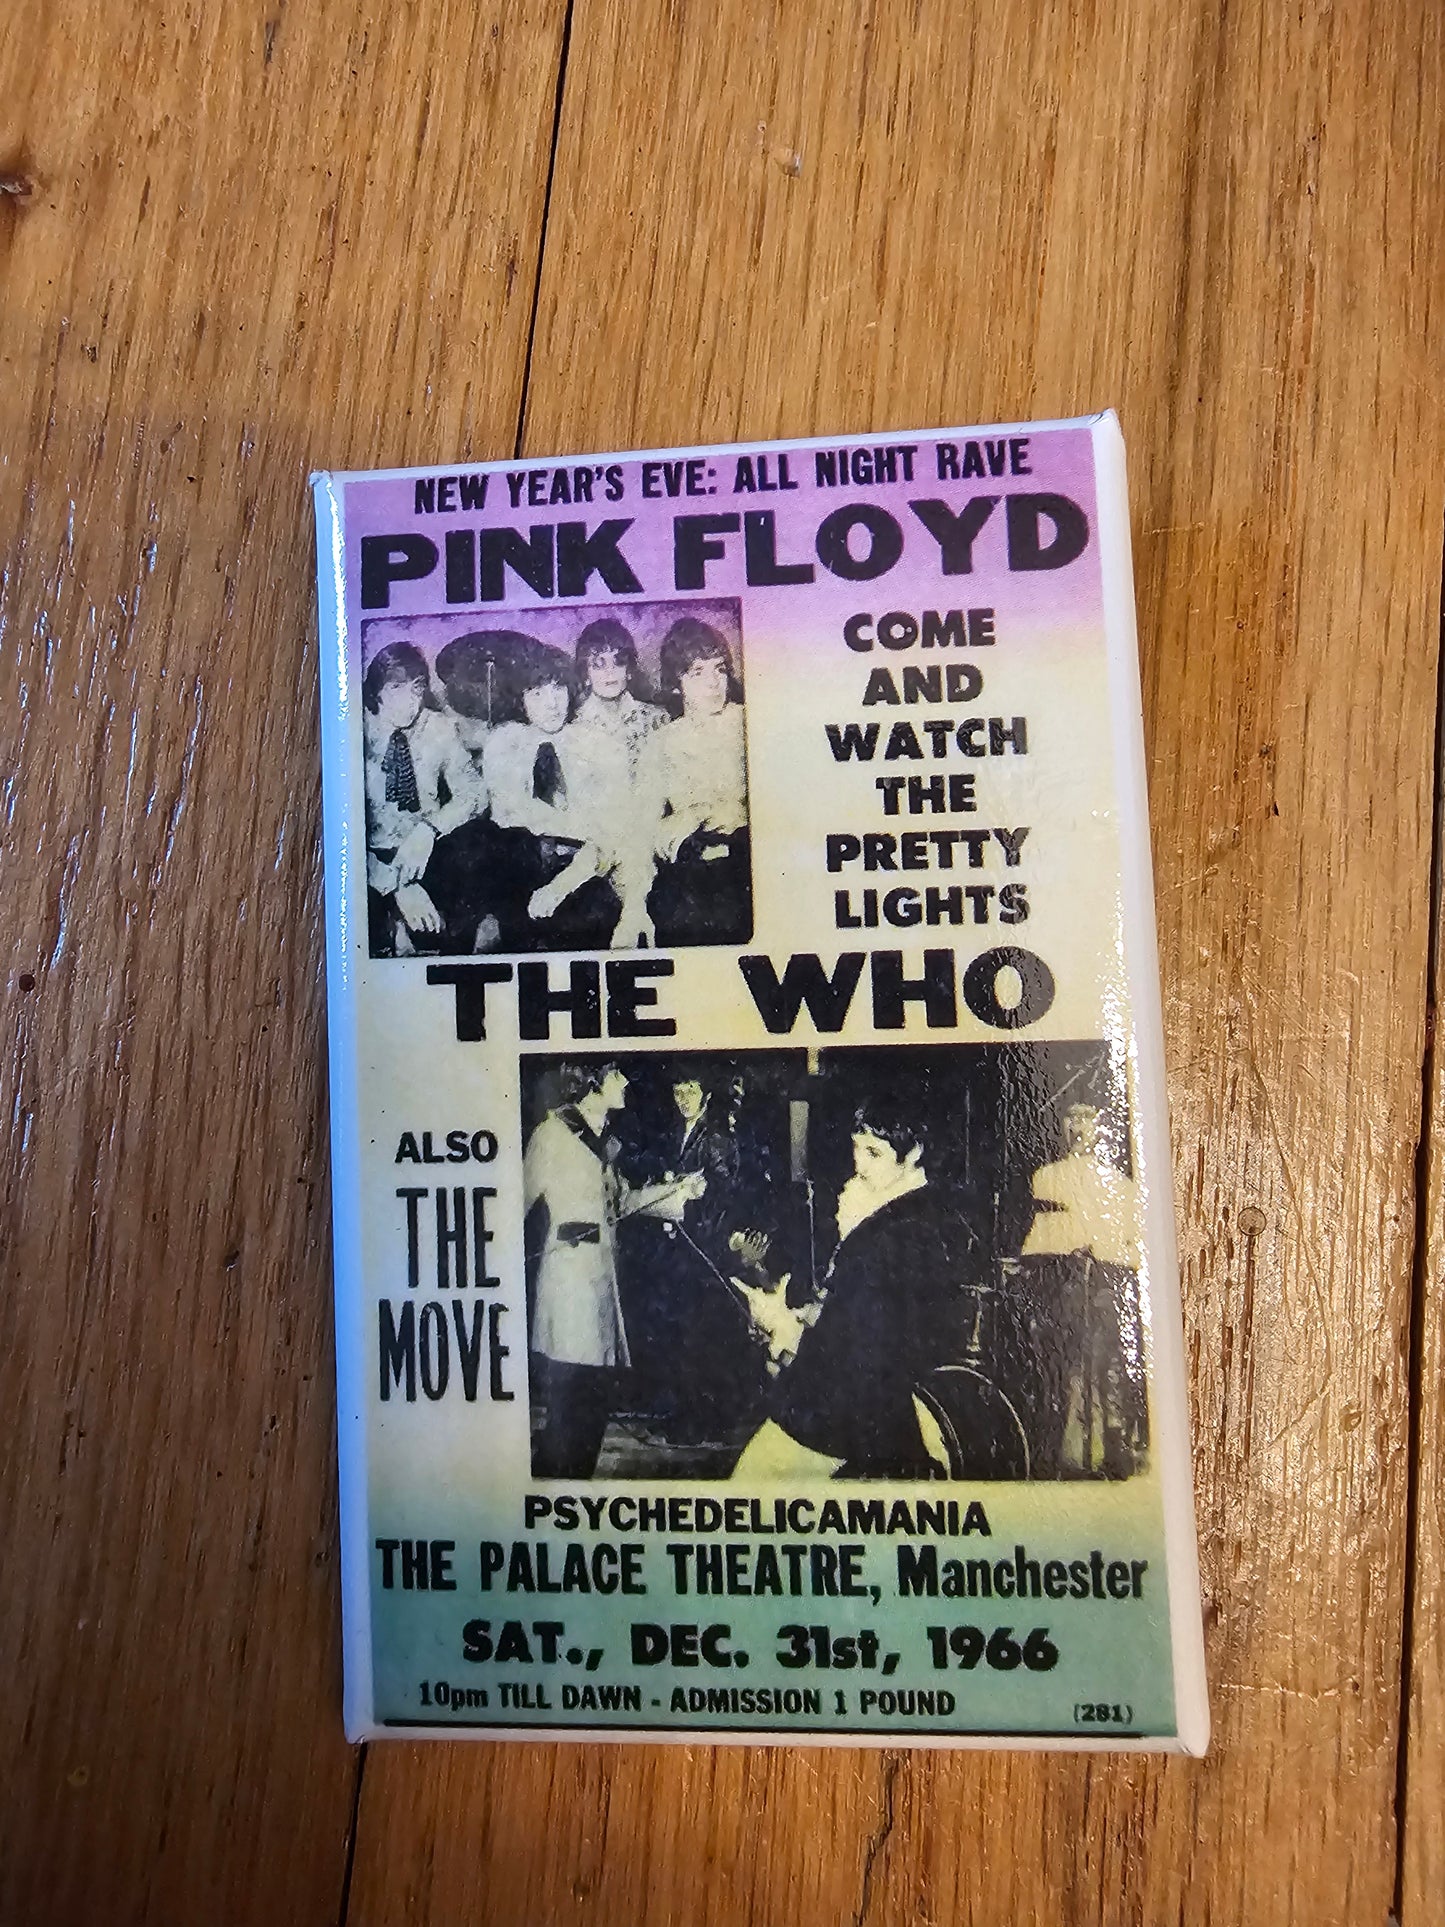 NEW YEAR'S EVE: ALL NIGHT RAVE
PINK FLOYD
COME
AND
WATCH
THE
PRETTY
LIGHTS
THE WHO
ALSO
THE
MOVE
PSYCHEDELICAMANIA
THE PALACE THEATRE, Manchester
SAT., DEC. 31st, 1966
10pm TILL DAWN - ADMISSION 1 POUND
(281)